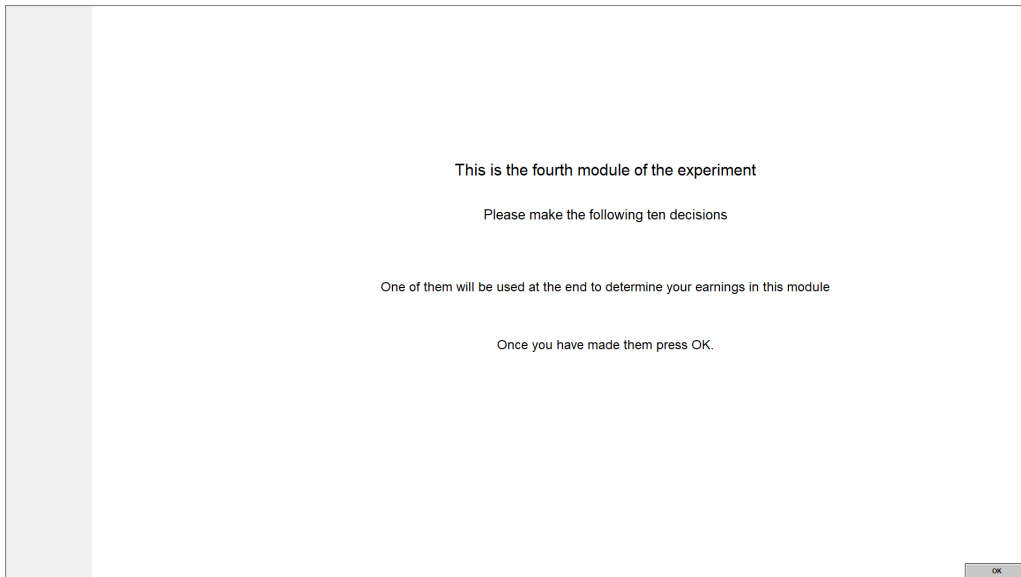 This is the fourth module of the experiment
Please make the following ten decisions
One of them will be used at the end to determine your earnings in this module
Once you have made them press OK.
OK